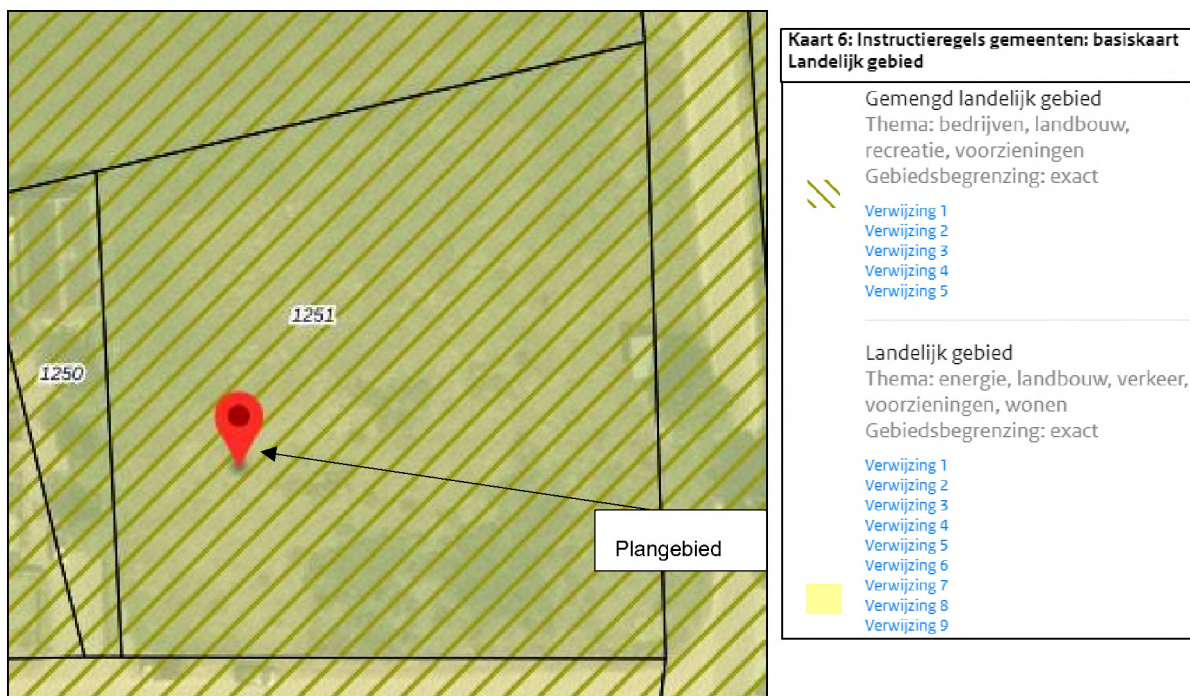 1251
1250
Plangebied
Kaart 6: Instructieregels gemeenten: basiskaart
Landelijk gebied
Gemengd landelijk gebied
Thema: bedrijven, landbouw,
recreatie, voorzieningen
Gebiedsbegrenzing: exact
Verwijzing 1
Verwijzing 2
Verwijzing 3
Verwijzing 4
Verwijzing 5
Landelijk gebied
Thema: energie, landbouw, verkeer,
voorzieningen, wonen
Gebiedsbegrenzing: exact
Verwijzing 1
Verwijzing 2
Verwijzing 3
Verwijzing 4
Verwijzing 5
Verwijzing 6
Verwijzing 7
Verwijzing 8
Verwijzing 9